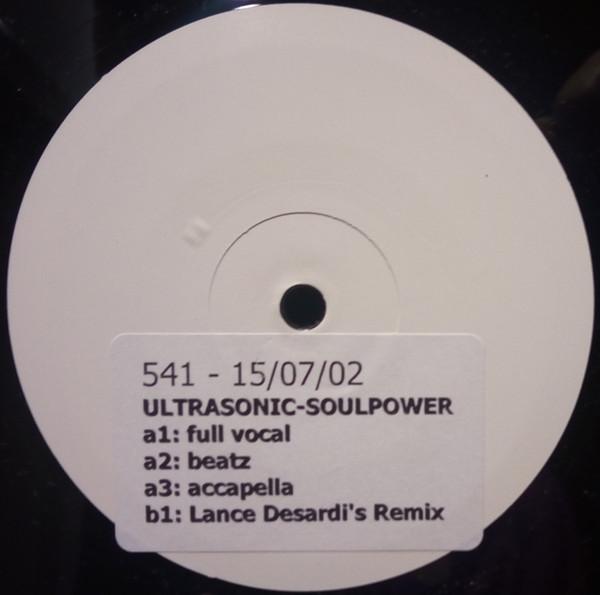 541 - 15/07/02
ULTRASONIC-SOULPOWER
a1: full vocal
a2: beatz
a3: accapella
b1: Lance Desardi's Remix